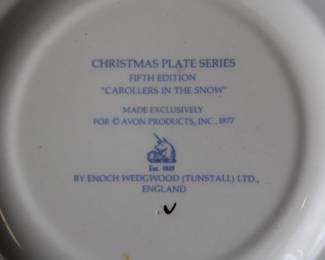 CHRISTMAS PLATE SERIES
FIFTH EDITION
"CAROLLERS IN THE SNOW"
MADE EXCLUSIVELY
FOR © AVON PRODUCTS, INC., 1977
Est. 1835
BY ENOCH WEDGWOOD (TUNSTALL) LTD.,
ENGLAND